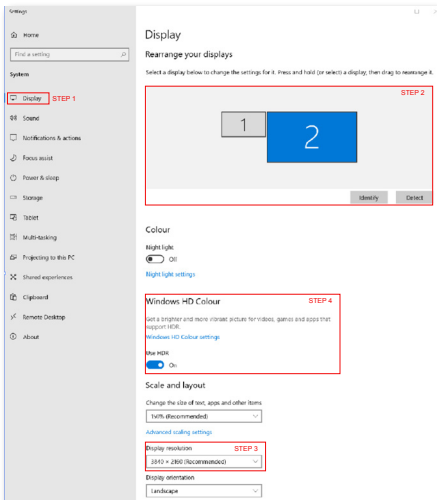 Settings
Home
Display
Find a setting
Rearrange your displays
System
Select a display below to change the settings for it. Press and hold (or select) a display, then drag to rearrange it.
Display STEP 1
STEP 2
Sound
1
2
Notifications & actions
Focus assist
Power & sleep
Storage
Identify
Detect
Tablet
Multi-tasking
Colour
Projecting to this PC
Night light
Off
Shared experiences
Night light settings
Clipboard
Windows HD Colour STEP 4
Remote Desktop
Get a brighter and more vibrant picture for videos, games and apps that
support HDR.
About
Windows HD Colour settings
Use HDR
On
Scale and layout
Change the size of text, apps and other items
150% (Recommended)
Advanced scaling settings
Display resolution STEP 3
3840 × 2160 (Recommended)
Display orientation
Landscape